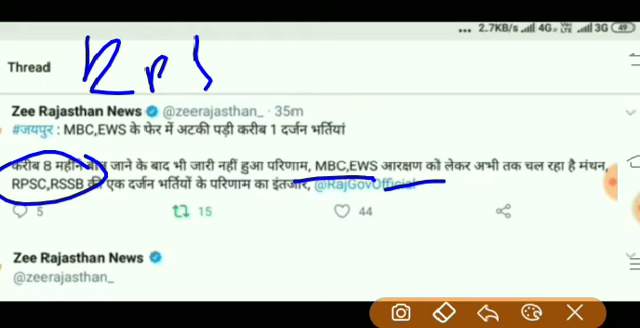 ... 2.7KB/s 4G+ VoLTE 3G 49
Thread
Zee Rajasthan News @zeerajasthan_ · 35m
#जयपुर : MBC,EWS के फेर में अटकी पड़ी करीब 1 दर्जन भर्तियां
करीब 8 महीने जाने के बाद भी जारी नहीं हुआ परिणाम, MBC,EWS आरक्षण को लेकर अभी तक चल रहा है मंथन,
RPSC,RSSB की एक दर्जन भर्तियों के परिणाम का इंतजार, @RajGovOfficial
5 15 44
Zee Rajasthan News
@zeerajasthan_